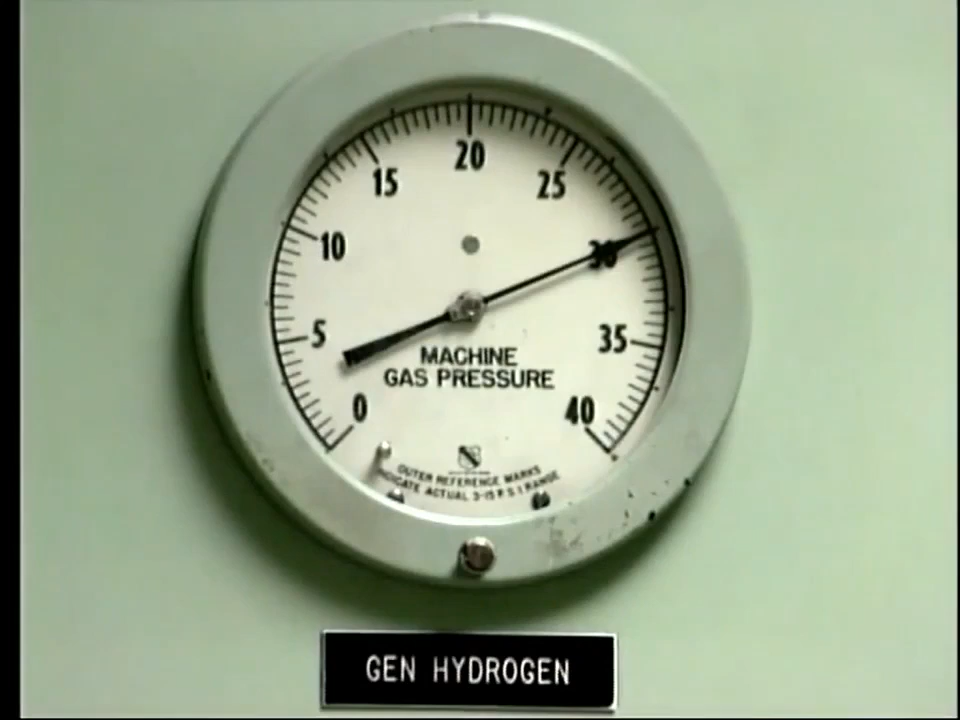 20
15
25
10
30
5
35
0
40
MACHINE
GAS PRESSURE
OUTER REFERENCE MARKS
INDICATE ACTUAL 3-15 P.S.I RANGE
GEN HYDROGEN